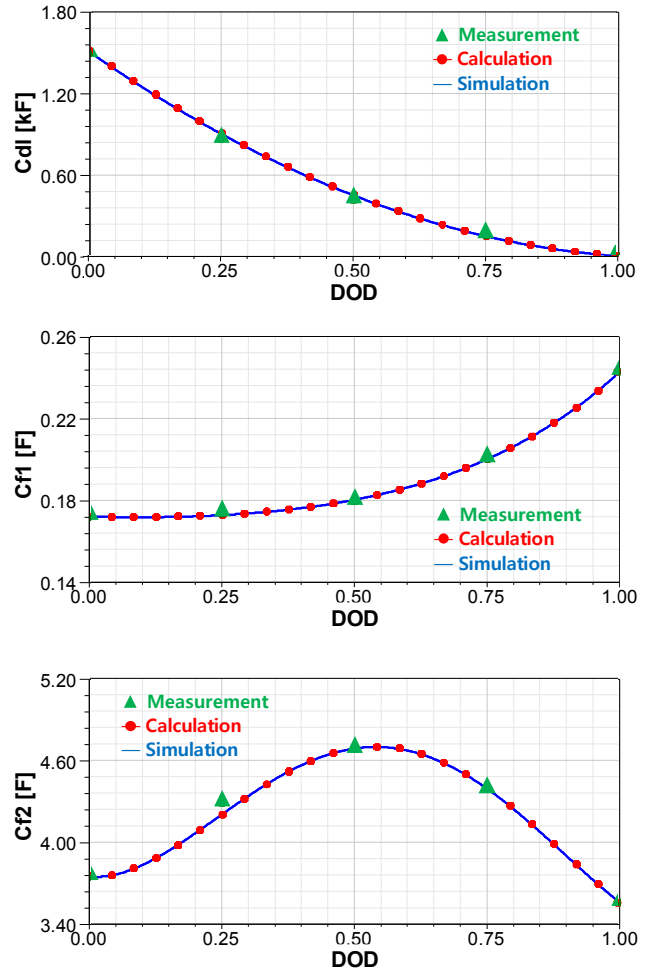 1.80
Measurement
Calculation
Simulation
1.20
Cdl [kF]
0.60
0.00
0.00 0.25 0.50 0.75 1.00
DOD
0.26
0.22
Cf1 [F]
0.18
Measurement
Calculation
Simulation
0.14
0.00 0.25 0.50 0.75 1.00
DOD
5.20
Measurement
Calculation
Simulation
4.60
Cf2 [F]
4.00
3.40
0.00 0.25 0.50 0.75 1.00
DOD